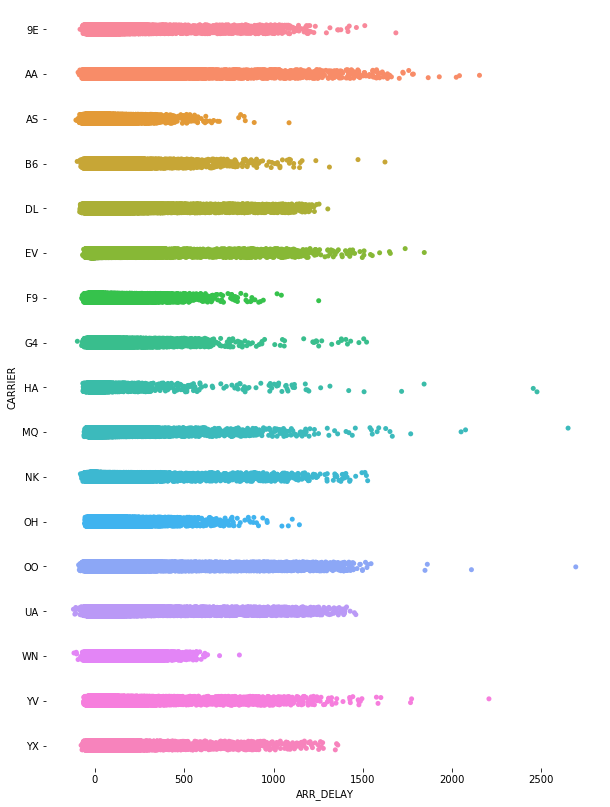 9E
AA
AS
B6
DL
EV
F9
G4
HA
MQ
NK
OH
OO
UA
WN
YV
YX
CARRIER
0 500 1000 1500 2000 2500
ARR_DELAY